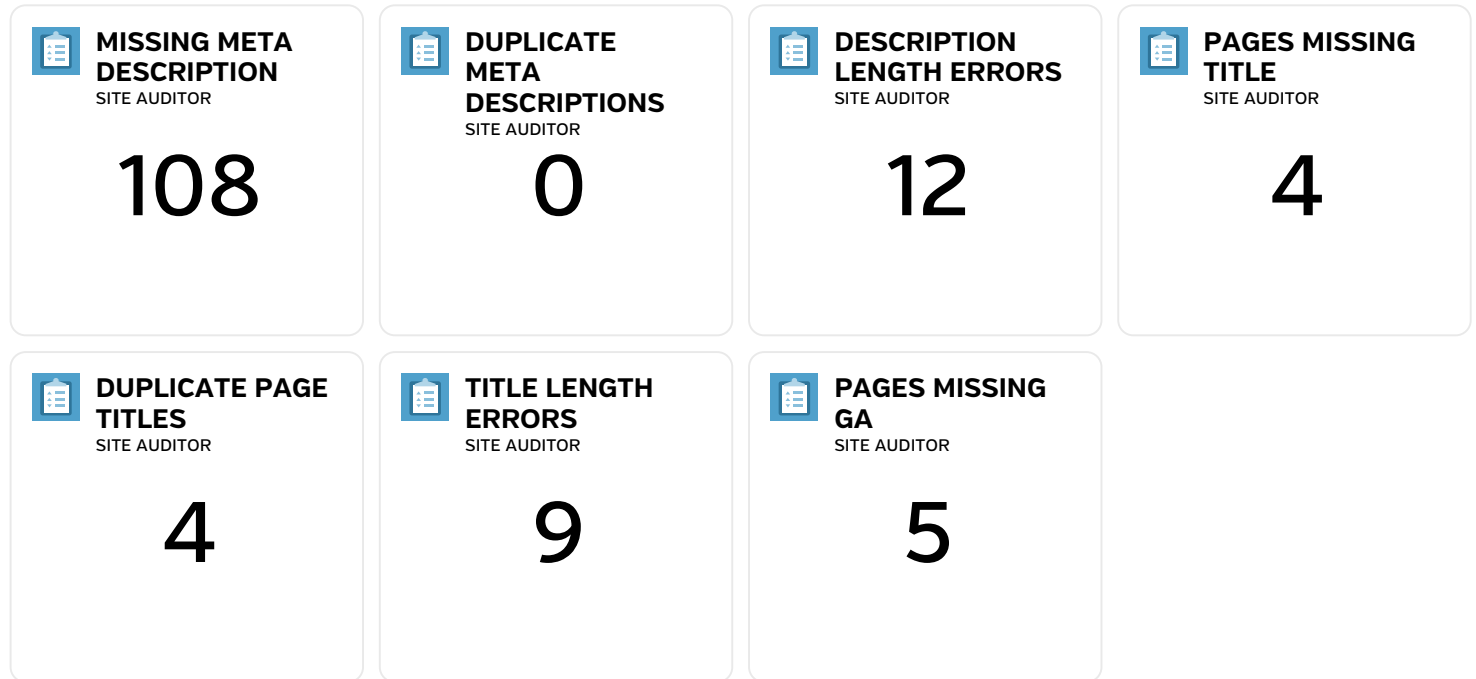 MISSING META
DESCRIPTION
SITE AUDITOR
108
DUPLICATE
META
DESCRIPTIONS
SITE AUDITOR
0
DESCRIPTION
LENGTH ERRORS
SITE AUDITOR
12
PAGES MISSING
TITLE
SITE AUDITOR
4
DUPLICATE PAGE
TITLES
SITE AUDITOR
4
TITLE LENGTH
ERRORS
SITE AUDITOR
9
PAGES MISSING
GA
SITE AUDITOR
5